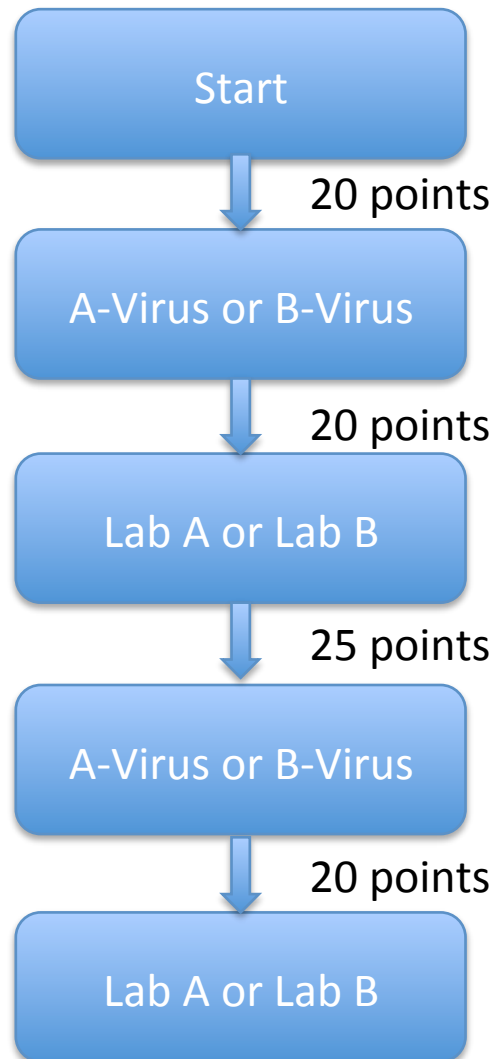 Start
20 points
A-Virus or B-Virus
20 points
Lab A or Lab B
25 points
A-Virus or B-Virus
20 points
Lab A or Lab B